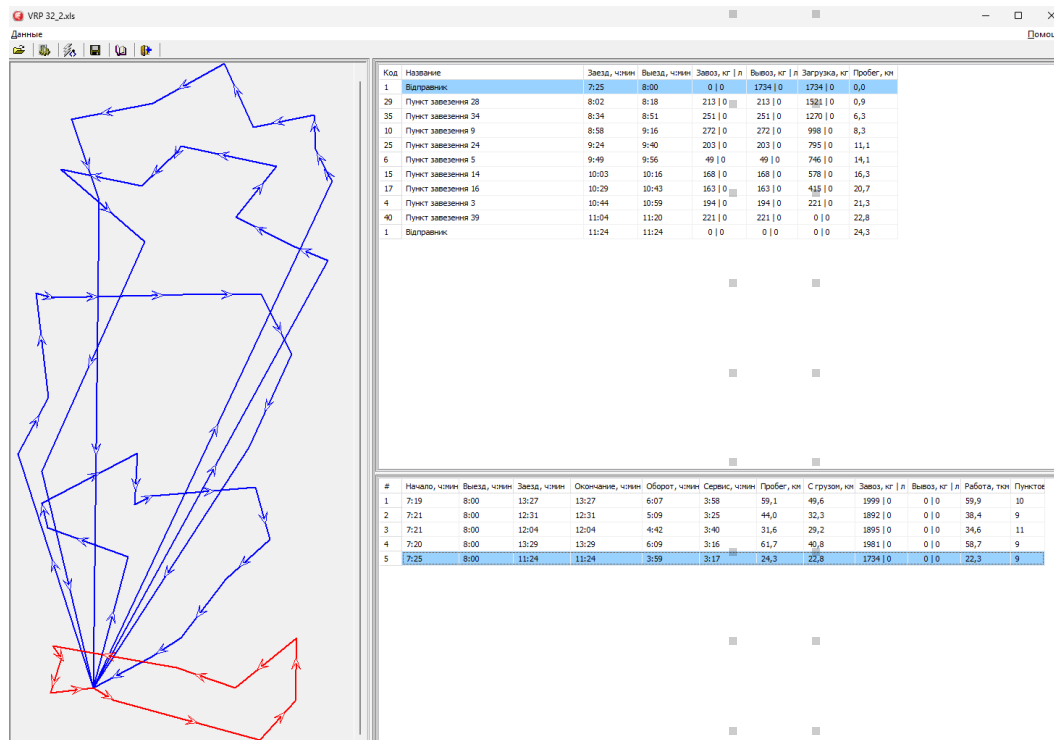 VRP 32_2.xls
Данные Помощ
Код Название Заезд, ч:мин Выезд, ч:мин Завоз, кг | л Вывоз, кг | л Загрузка, кг Пробег, км
1 Відправник 7:25 8:00 0 | 0 1734 | 0 1734 | 0 0,0
29 Пункт завезення 28 8:02 8:18 213 | 0 213 | 0 1521 | 0 0,9
35 Пункт завезення 34 8:34 8:51 251 | 0 251 | 0 1270 | 0 6,3
10 Пункт завезення 9 8:58 9:16 272 | 0 272 | 0 998 | 0 8,3
25 Пункт завезення 24 9:24 9:40 203 | 0 203 | 0 795 | 0 11,1
6 Пункт завезення 5 9:49 9:56 49 | 0 49 | 0 746 | 0 14,1
15 Пункт завезення 14 10:03 10:16 168 | 0 168 | 0 578 | 0 16,3
17 Пункт завезення 16 10:29 10:43 163 | 0 163 | 0 415 | 0 20,7
4 Пункт завезення 3 10:44 10:59 194 | 0 194 | 0 221 | 0 21,3
40 Пункт завезення 39 11:04 11:20 221 | 0 221 | 0 0 | 0 22,8
1 Відправник 11:24 11:24 0 | 0 0 | 0 0 | 0 24,3
# Начало, ч:мин Выезд, ч:мин Заезд, ч:мин Окончание, ч:мин Оборот, ч:мин Сервис, ч:мин Пробег, км С грузом, км Завоз, кг | л Вывоз, кг | л Работа, ткм Пунктов
1 7:19 8:00 13:27 13:27 6:07 3:58 59,1 49,6 1999 | 0 0 | 0 59,9 10
2 7:21 8:00 12:31 12:31 5:09 3:25 44,0 32,3 1892 | 0 0 | 0 38,4 9
3 7:21 8:00 12:04 12:04 4:42 3:40 31,6 29,2 1895 | 0 0 | 0 34,6 11
4 7:20 8:00 13:29 13:29 6:09 3:16 61,7 40,8 1981 | 0 0 | 0 58,7 9
5 7:25 8:00 11:24 11:24 3:59 3:17 24,3 22,8 1734 | 0 0 | 0 22,3 9